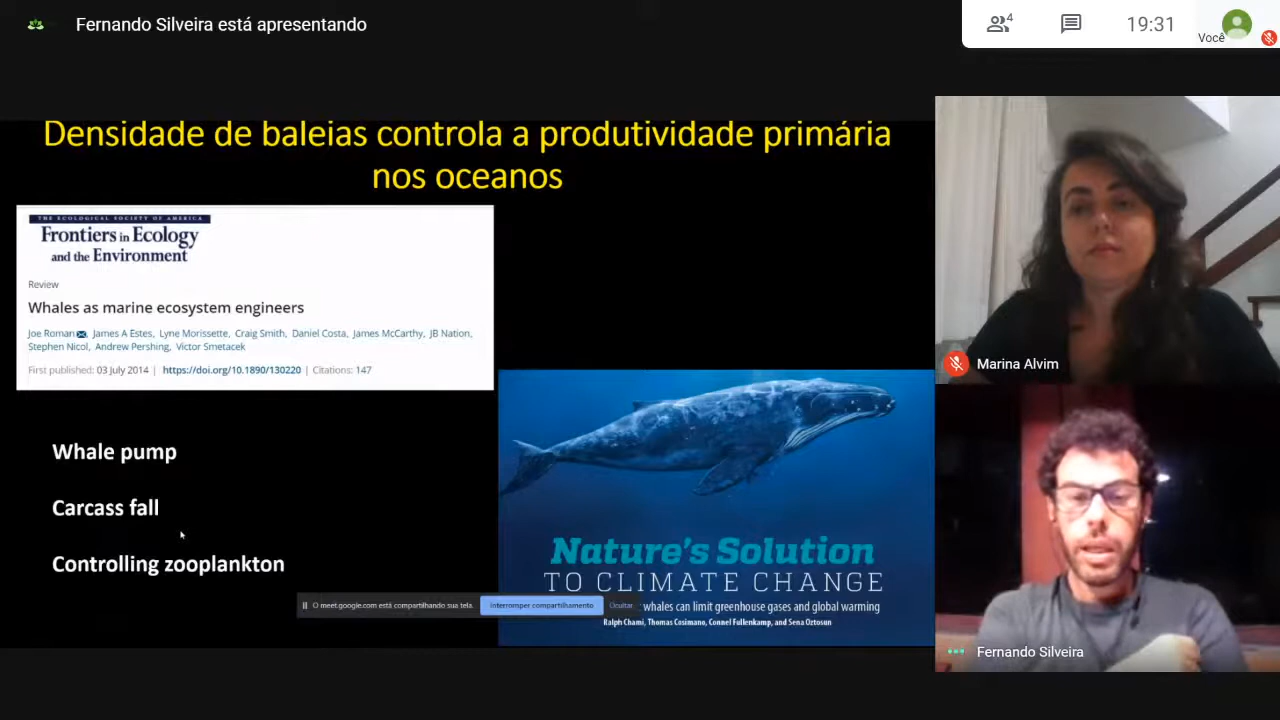 Fernando Silveira está apresentando
4
19:31
Você
Densidade de baleias controla a produtividade primária
nos oceanos
THE ECOLOGICAL SOCIETY OF AMERICA
Frontiers in Ecology
and the Environment
Review
Whales as marine ecosystem engineers
Joe Roman, James A Estes, Lyne Morissette, Craig Smith, Daniel Costa, James McCarthy, JB Nation,
Stephen Nicol, Andrew Pershing, Victor Smetacek
First published: 03 July 2014 | https://doi.org/10.1890/130220 | Citations: 147
Whale pump
Carcass fall
Controlling zooplankton
Nature's Solution
TO CLIMATE CHANGE
whales can limit greenhouse gases and global warming
Ralph Chami, Thomas Cosimano, Connel Fullenkamp, and Sena Oztosun
O meet.google.com está compartilhando sua tela.
Interromper compartilhamento
Ocultar
Marina Alvim
Fernando Silveira